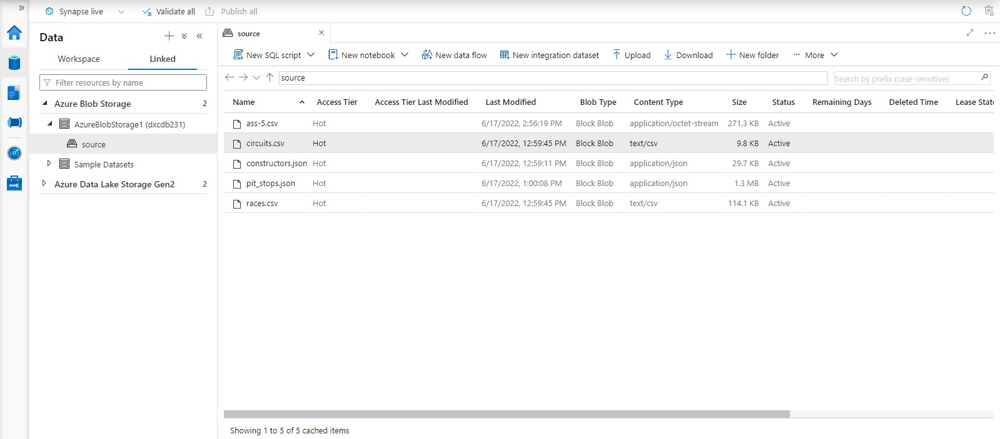 Synapse live Validate all Publish all
Data
Workspace Linked
Filter resources by name
Azure Blob Storage 2
AzureBlobStorage1 (dxcdb231)
source
Sample Datasets
Azure Data Lake Storage Gen2 2
source
New SQL script New notebook New data flow New integration dataset Upload Download New folder More
source Search by prefix (case-sensitive)
Name Access Tier Access Tier Last Modified Last Modified Blob Type Content Type Size Status Remaining Days Deleted Time Lease State
ass-5.csv Hot 6/17/2022, 2:56:19 PM Block Blob application/octet-stream 271.3 KB Active
circuits.csv Hot 6/17/2022, 12:59:45 PM Block Blob text/csv 9.8 KB Active
constructors.json Hot 6/17/2022, 12:59:11 PM Block Blob application/json 29.7 KB Active
pit_stops.json Hot 6/17/2022, 1:00:08 PM Block Blob application/json 1.3 MB Active
races.csv Hot 6/17/2022, 12:59:45 PM Block Blob text/csv 114.1 KB Active
Showing 1 to 5 of 5 cached items